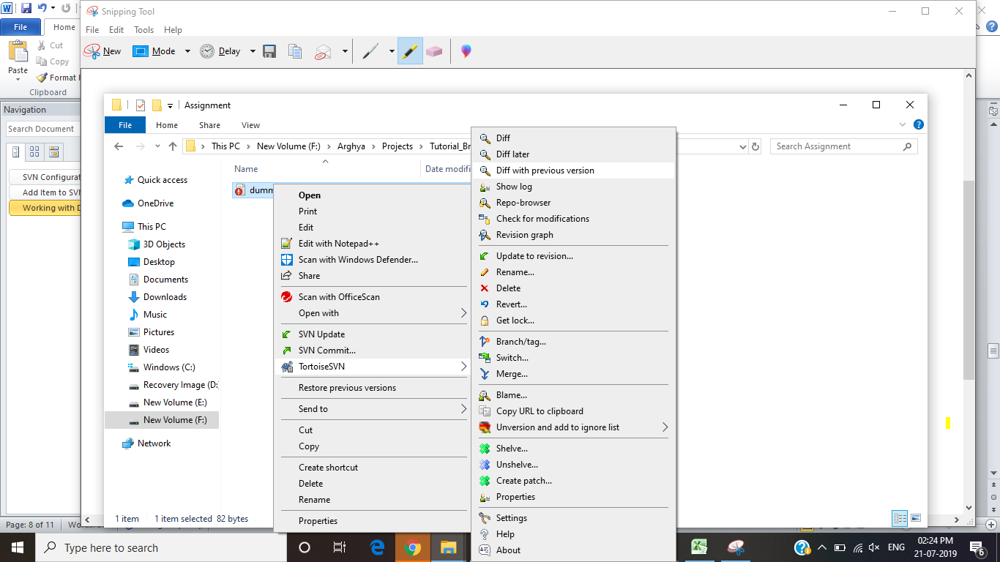 Snipping Tool
File
Home
File Edit Tools Help
Cut
Copy
Format
Paste
Clipboard
New Mode Delay
Navigation
Search Document
SVN Configurat
Add Item to SV
Working with D
Assignment
File Home Share View
This PC New Volume (F:) Arghya Projects Tutorial_Br
Search Assignment
Name Date modifi
dumm
Quick access
OneDrive
This PC
3D Objects
Desktop
Documents
Downloads
Music
Pictures
Videos
Windows (C:)
Recovery Image (D:
New Volume (E:)
New Volume (F:)
Network
1 item 1 item selected 82 bytes
Open
Print
Edit
Edit with Notepad++
Scan with Windows Defender...
Share
Scan with OfficeScan
Open with
SVN Update
SVN Commit...
TortoiseSVN
Restore previous versions
Send to
Cut
Copy
Create shortcut
Delete
Rename
Properties
Diff
Diff later
Diff with previous version
Show log
Repo-browser
Check for modifications
Revision graph
Update to revision...
Rename...
Delete
Revert...
Get lock...
Branch/tag...
Switch...
Merge...
Blame...
Copy URL to clipboard
Unversion and add to ignore list
Shelve...
Unshelve...
Create patch...
Properties
Settings
Help
About
Page: 8 of 11
Type here to search
ENG
02:24 PM
21-07-2019
6